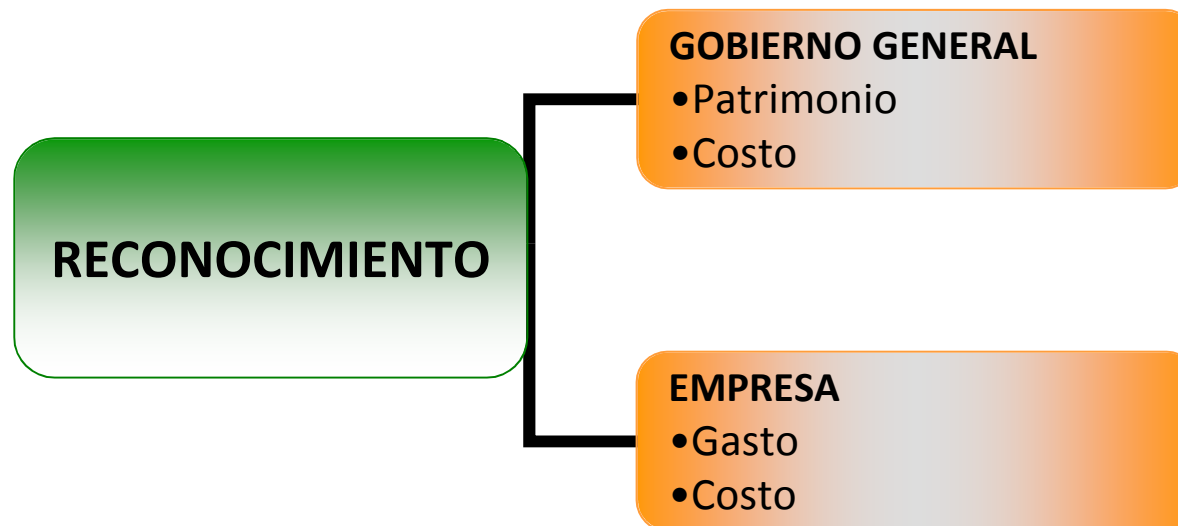 GOBIERNO GENERAL
•Patrimonio
•Costo
RECONOCIMIENTO
EMPRESA
•Gasto
•Costo